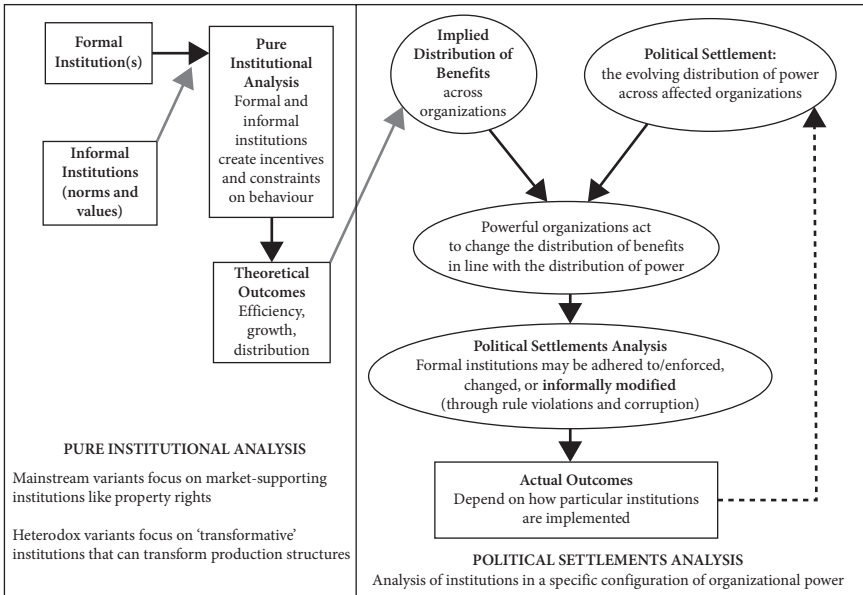 Formal
Institution(s)
Informal
Institutions
(norms and
values)
Pure
Institutional
Analysis
Formal and
informal
institutions
create incentives
and constraints
on behaviour
Theoretical
Outcomes
Efficiency,
growth,
distribution
PURE INSTITUTIONAL ANALYSIS
Mainstream variants focus on market-supporting
institutions like property rights
Heterodox variants focus on ‘transformative’
institutions that can transform production structures
Implied
Distribution of
Benefits
across
organizations
Political Settlement:
the evolving distribution of power
across affected organizations
Powerful organizations act
to change the distribution of benefits
in line with the distribution of power
Political Settlements Analysis
Formal institutions may be adhered to/enforced,
changed, or informally modified
(through rule violations and corruption)
Actual Outcomes
Depend on how particular institutions
are implemented
POLITICAL SETTLEMENTS ANALYSIS
Analysis of institutions in a specific configuration of organizational power